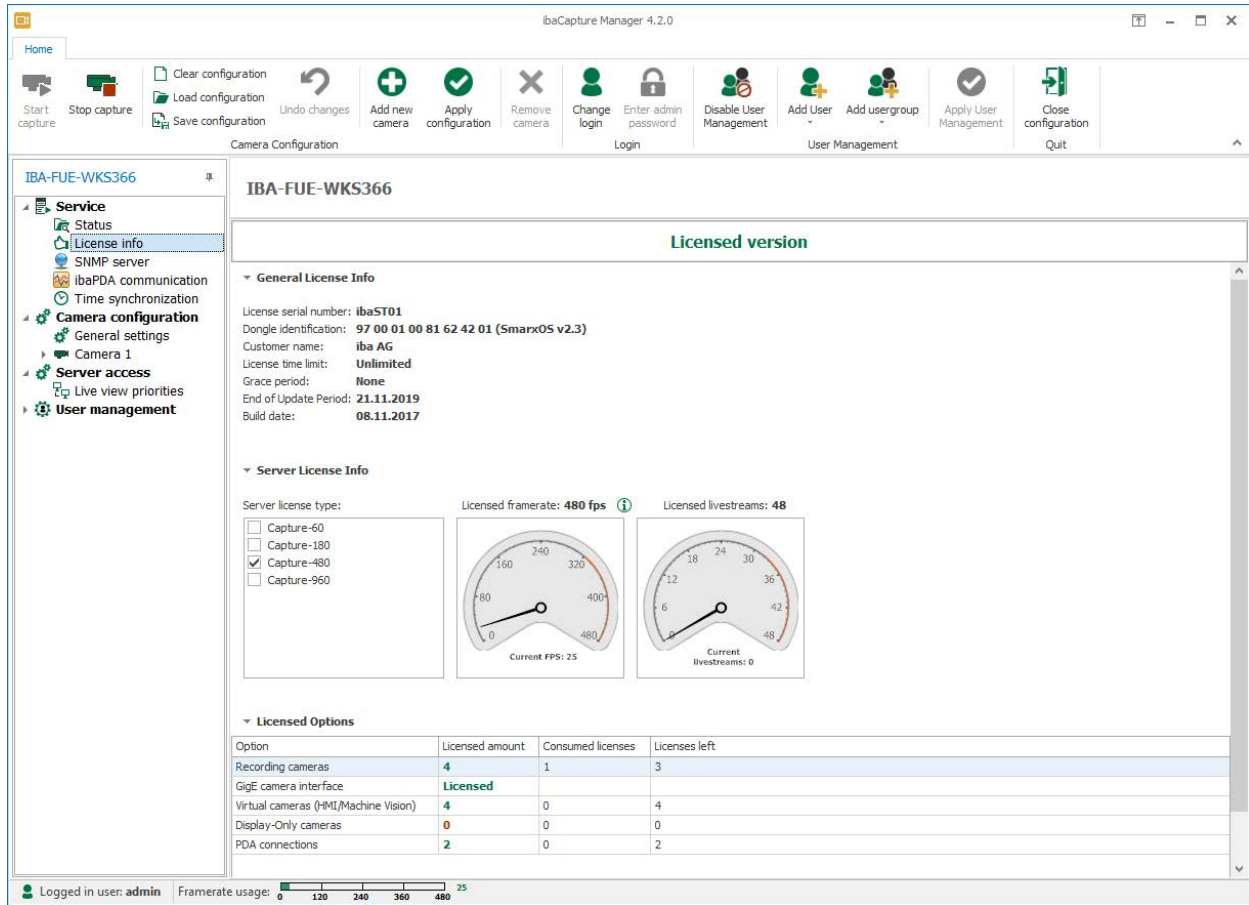 ibaCapture Manager 4.2.0
Home
Start capture
Stop capture
Clear configuration
Load configuration
Save configuration
Undo changes
Add new camera
Apply configuration
Remove camera
Change login
Enter admin password
Disable User Management
Add User
Add usergroup
Apply User Management
Close configuration
Camera Configuration
Login
User Management
Quit
IBA-FUE-WKS366
Service
Status
License info
SNMP server
ibaPDA communication
Time synchronization
Camera configuration
General settings
Camera 1
Server access
Live view priorities
User management
IBA-FUE-WKS366
Licensed version
General License Info
License serial number: ibaST01
Dongle identification: 97 00 01 00 81 62 42 01 (SmarxOS v2.3)
Customer name: iba AG
License time limit: Unlimited
Grace period: None
End of Update Period: 21.11.2019
Build date: 08.11.2017
Server License Info
Server license type:
Capture-60
Capture-180
Capture-480
Capture-960
Licensed framerate: 480 fps
0 80 160 240 320 400 480
Current FPS: 25
Licensed livestreams: 48
0 6 12 18 24 30 36 42 48
Current
livestreams: 0
Licensed Options
Option Licensed amount Consumed licenses Licenses left
Recording cameras 4 1 3
GigE camera interface Licensed
Virtual cameras (HMI/Machine Vision) 4 0 4
Display-Only cameras 0 0 0
PDA connections 2 0 2
Logged in user: admin Framerate usage: 0 120 240 360 480 25